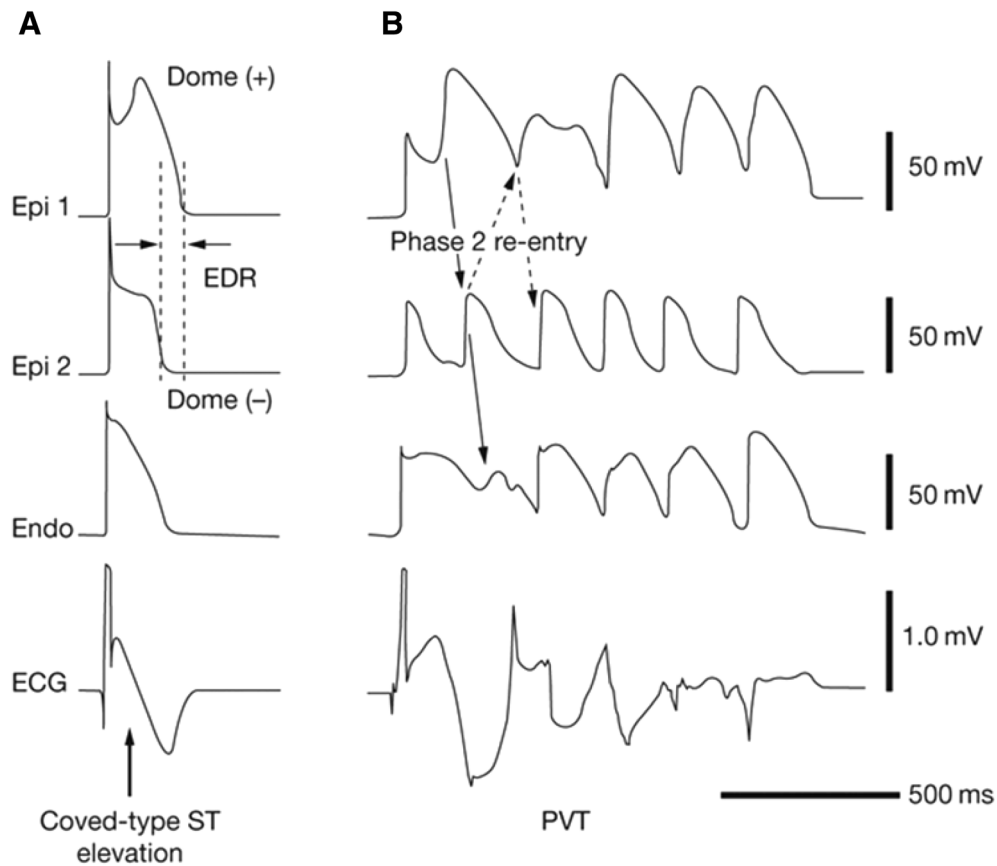 A
B
Dome (+)
Epi 1
50 mV
Phase 2 re-entry
EDR
Epi 2
50 mV
Dome (–)
Endo
50 mV
ECG
1.0 mV
500 ms
Coved-type ST
elevation
PVT